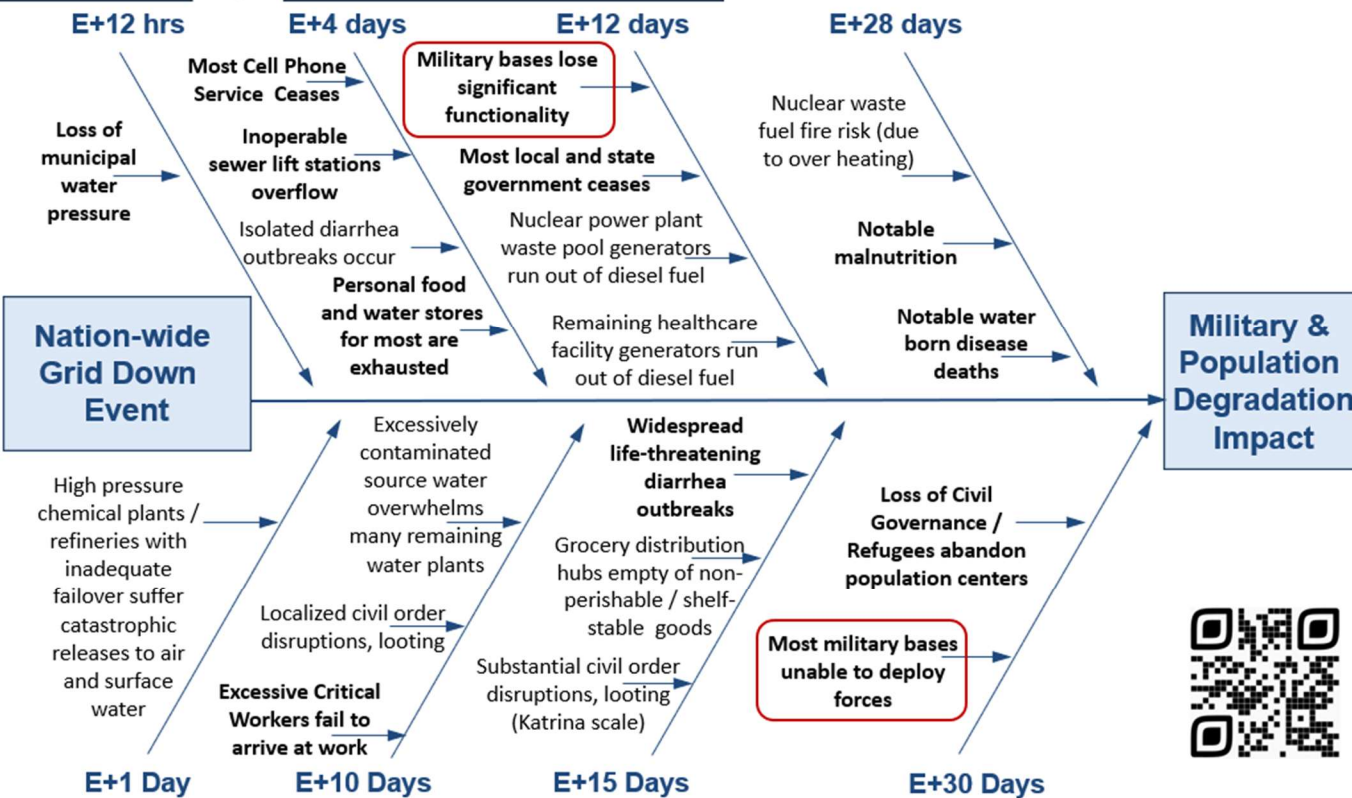 E+12 hrs
E+4 days
E+12 days
E+28 days
Loss of
municipal
water
pressure
Most Cell Phone
Service Ceases
Inoperable
sewer lift stations
overflow
Isolated diarrhea
outbreaks occur
Personal food
and water stores
for most are
exhausted
Military bases lose
significant
functionality
Most local and state
government ceases
Nuclear power plant
waste pool generators
run out of diesel fuel
Remaining healthcare
facility generators run
out of diesel fuel
Nuclear waste
fuel fire risk (due
to over heating)
Notable
malnutrition
Notable water
born disease
deaths
Nation-wide
Grid Down
Event
Military &
Population
Degradation
Impact
High pressure
chemical plants /
refineries with
inadequate
failover suffer
catastrophic
releases to air
and surface
water
Excessively
contaminated
source water
overwhelms
many remaining
water plants
Localized civil order
disruptions, looting
Excessive Critical
Workers fail to
arrive at work
Widespread
life-threatening
diarrhea
outbreaks
Grocery distribution
hubs empty of non-
perishable / shelf-
stable goods
Substantial civil order
disruptions, looting
(Katrina scale)
Loss of Civil
Governance /
Refugees abandon
population centers
Most military bases
unable to deploy
forces
E+1 Day
E+10 Days
E+15 Days
E+30 Days